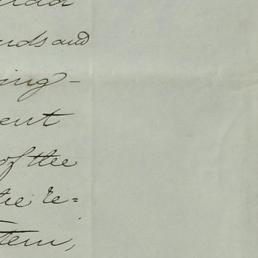 nds and
ing-
ent
of the
the re=
tem,